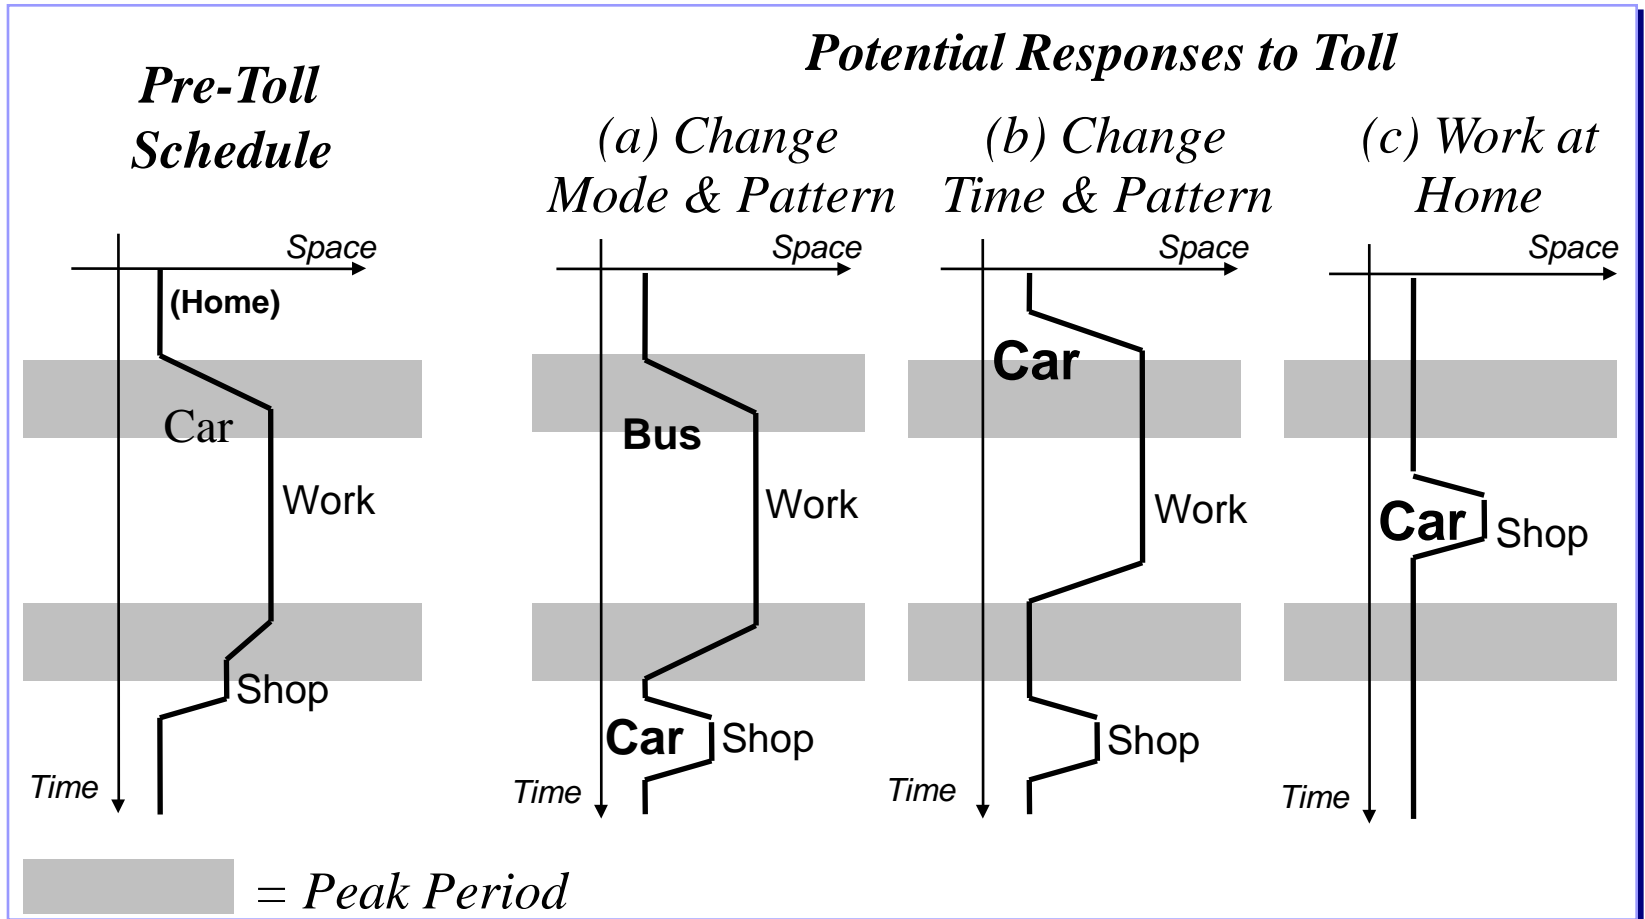 Potential Responses to Toll
Pre-Toll
Schedule
(a) Change
Mode & Pattern
(b) Change
Time & Pattern
(c) Work at
Home
Space
(Home)
Car
Work
Shop
Time
Space
Bus
Work
Car
Shop
Time
Space
Car
Work
Shop
Time
Space
Car
Shop
Time
= Peak Period